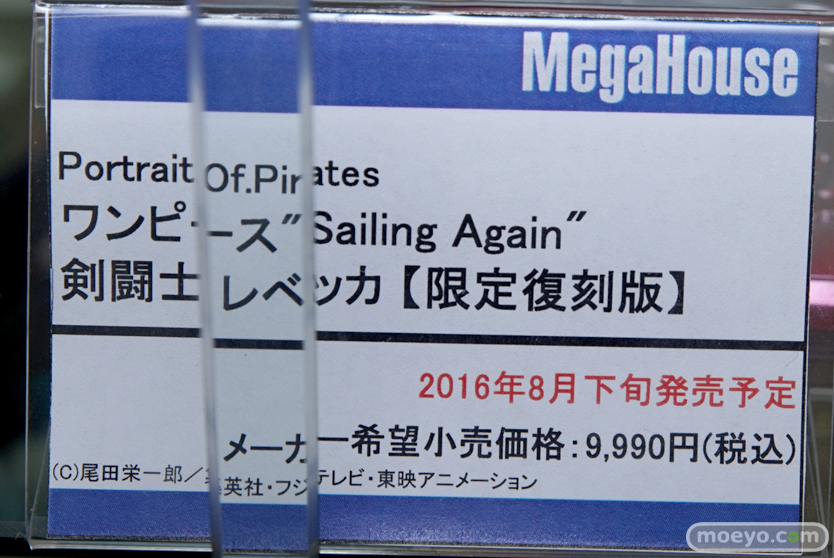 MegaHouse
Portrait.Of.Pirates
ワンピース"Sailing Again"
剣闘士 レベッカ【限定復刻版】
2016年8月下旬発売予定
メーカー希望小売価格:9,990円(税込)
(C)尾田栄一郎／集英社・フジテレビ・東映アニメーション
moeyo.com